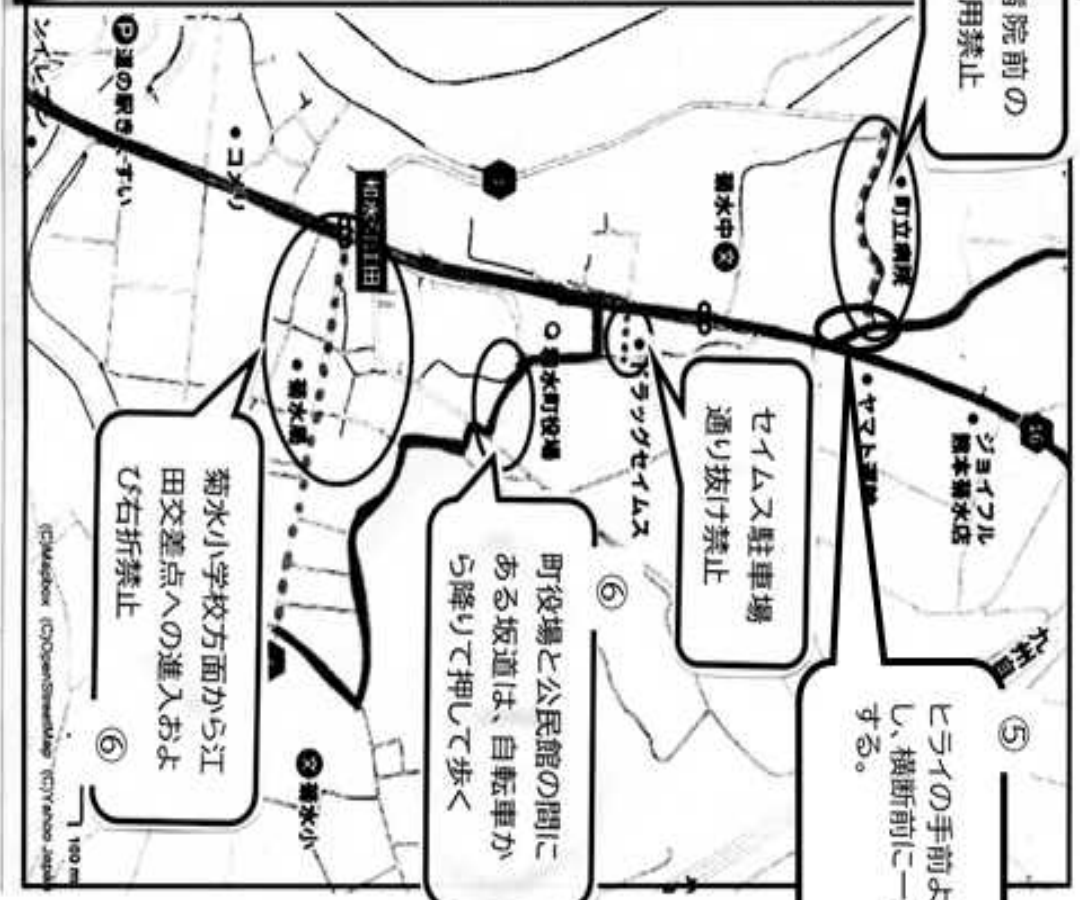 院前の
用禁止
町立病院
ジョイフル
熊本菊水店
ヤマト運輸
菊水中
セイムス駐車場
通り抜け禁止
ドラッグセイムス
⑤
ヒライの手前よ
し、横断前に一
する。
町役場
⑥
町役場と公民館の間に
ある坂道は、自転車か
ら降りて押して歩く
コメリ
P 道の駅きくすい
菊水小学校方面から江
田交差点への進入およ
び右折禁止
⑥
菊水小
100 m
(C)Mapbox (C)OpenStreetMap (C)Yahoo Japan